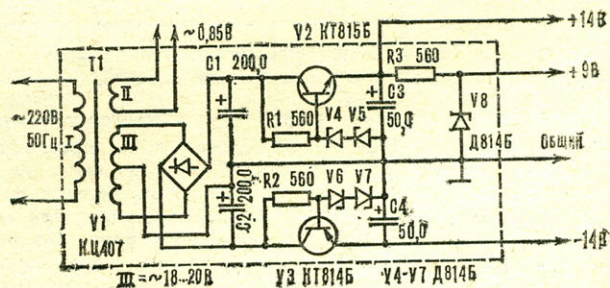 ~0,85В
V2 КТ815Б
+14В
T1
C1 200,0
R3 560
+9В
II
C3
50,0
V8
~220В
50Гц
I
III
R1 560 V4 V5
Д814Б
ОБЩИЙ
R2 560 V6 V7
C2 200,0
C4
50,0
V1
КЦ407
-14В
III=~18...20В
V3 КТ814Б
V4-V7 Д814Б